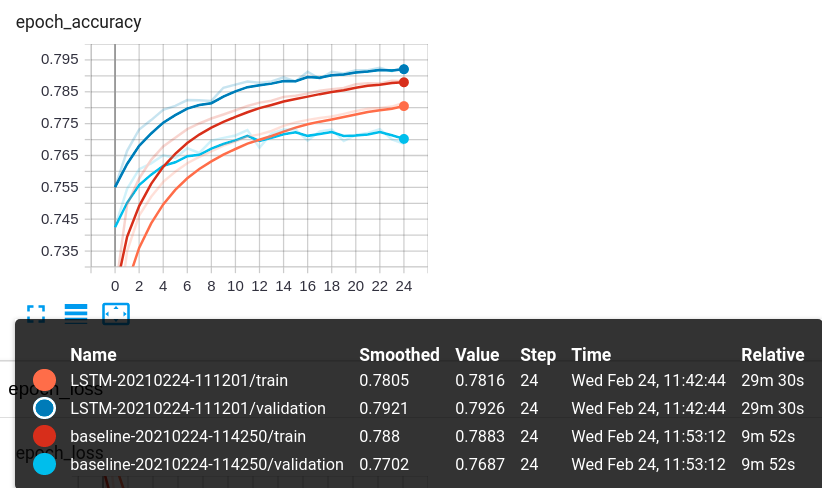 epoch_accuracy
0.795
0.785
0.775
0.765
0.755
0.745
0.735
0 2 4 6 8 10 12 14 16 18 20 22 24
Name Smoothed Value Step Time Relative
LSTM-20210224-111201/train 0.7805 0.7816 24 Wed Feb 24, 11:42:44 29m 30s
epoch_loss
LSTM-20210224-111201/validation 0.7921 0.7926 24 Wed Feb 24, 11:42:44 29m 30s
baseline-20210224-114250/train 0.788 0.7883 24 Wed Feb 24, 11:53:12 9m 52s
epoch_loss
baseline-20210224-114250/validation 0.7702 0.7687 24 Wed Feb 24, 11:53:12 9m 52s